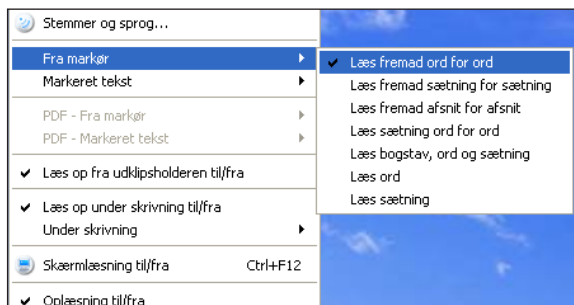 Stemmer og sprog...
Fra markør
Markeret tekst
PDF - Fra markør
PDF - Markeret tekst
Læs op fra udklipsholderen til/fra
Læs op under skrivning til/fra
Under skrivning
Skærmlæsning til/fra Ctrl+F12
Oplæsning til/fra
Læs fremad ord for ord
Læs fremad sætning for sætning
Læs fremad afsnit for afsnit
Læs sætning ord for ord
Læs bogstav, ord og sætning
Læs ord
Læs sætning